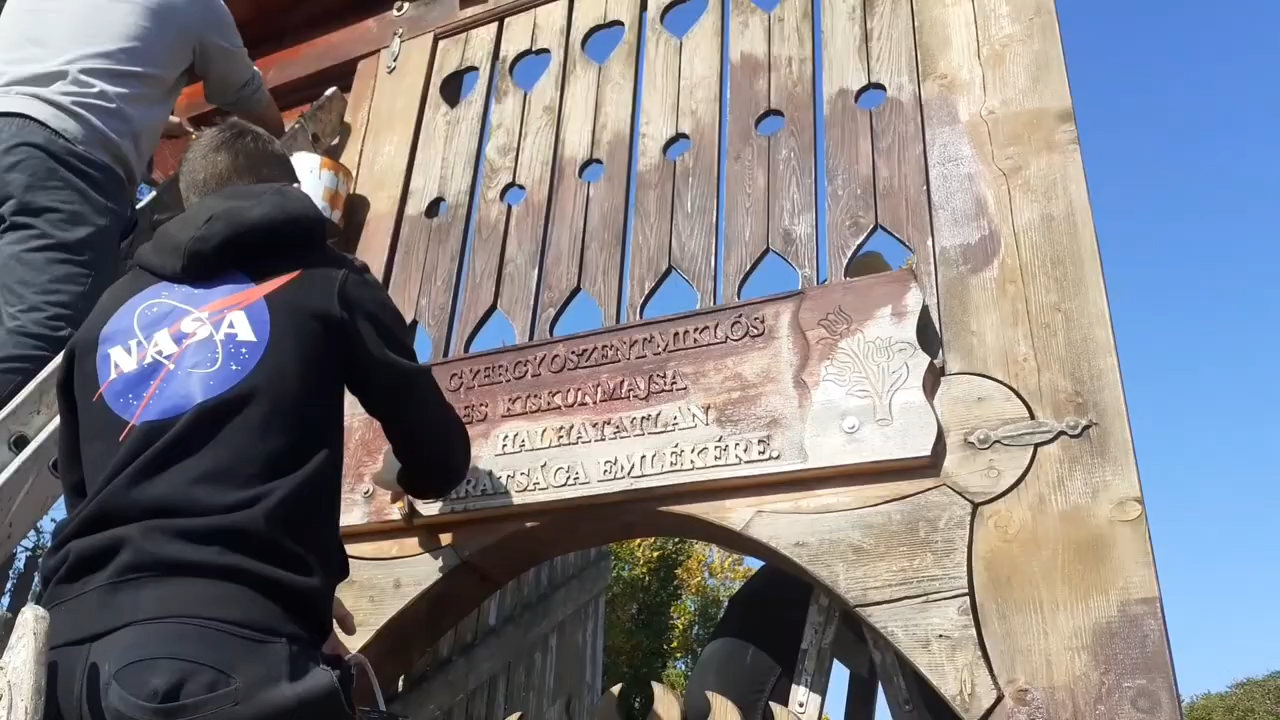 NASA
GYERGYÓSZENTMIKLÓS
ÉS KISKUNMAJSA
HALHATATLAN
BARÁTSÁGA EMLÉKÉRE.